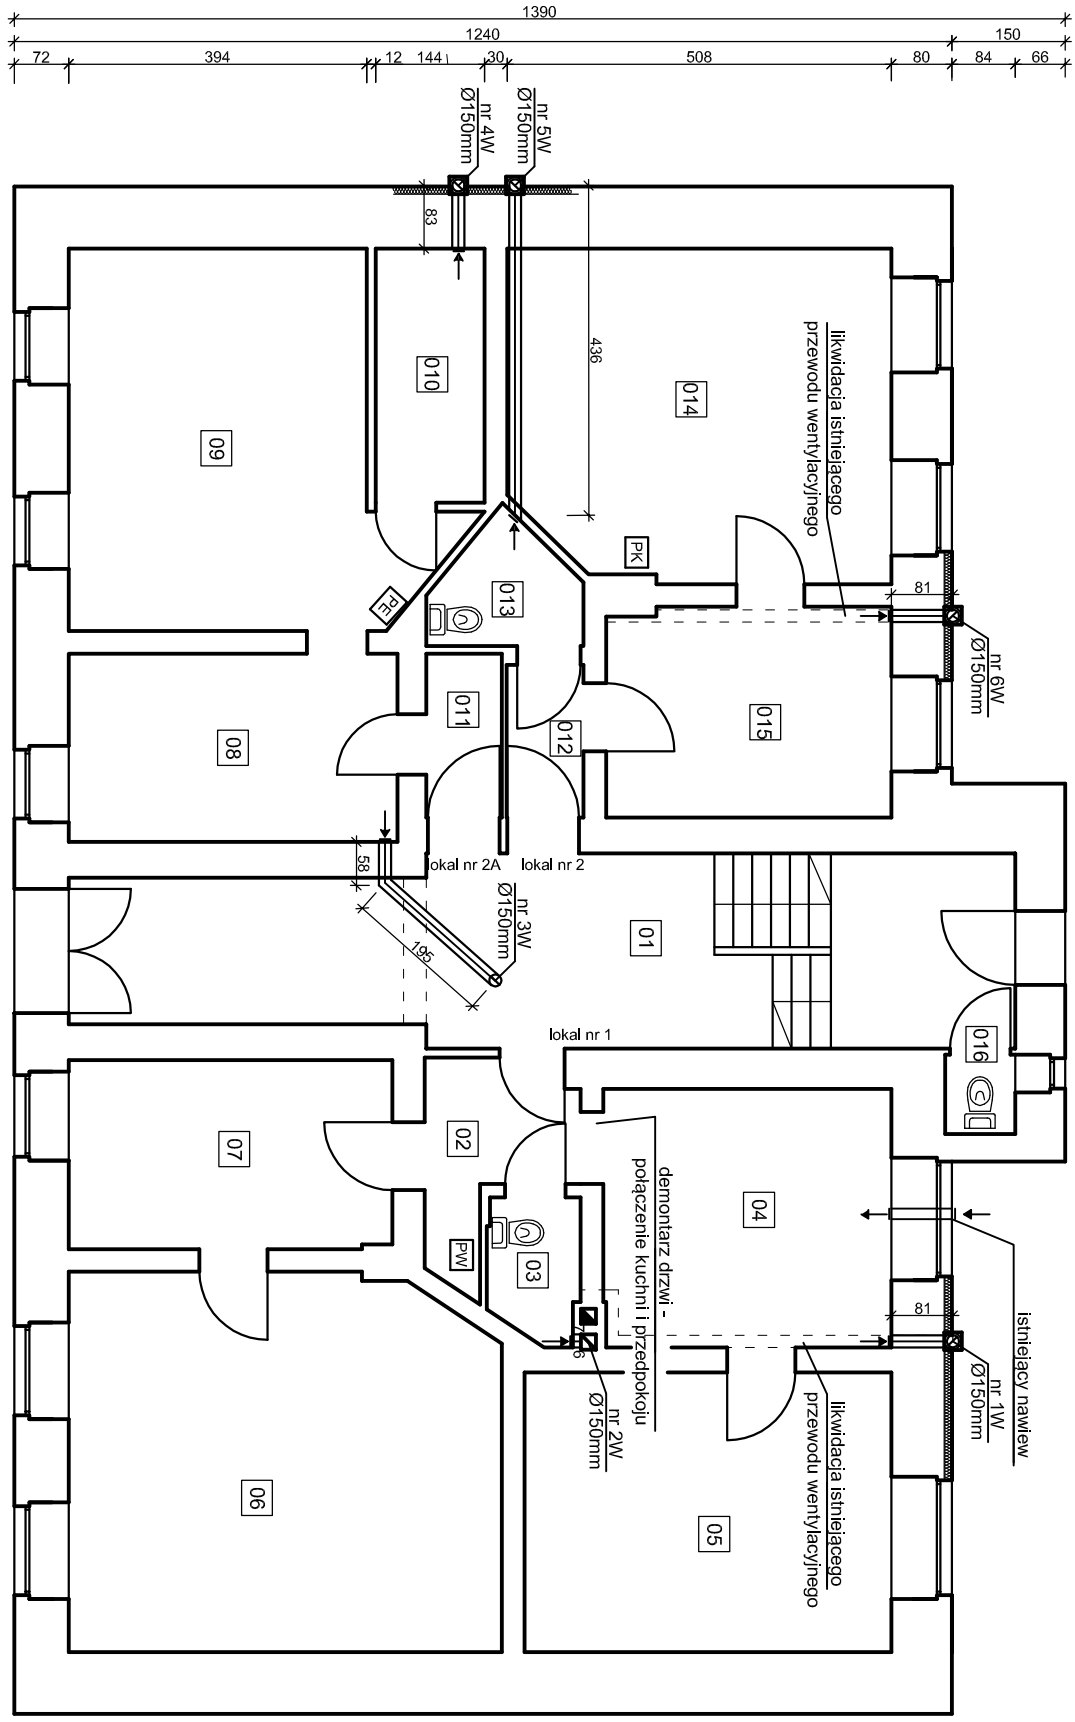 1390
1240
150
72
394
12
144
30
508
80
84
66
nr 4W
Ø150mm
nr 5W
Ø150mm
83
436
likwidacja istniejącego
przewodu wentylacyjnego
010
014
09
PK
81
PE
013
nr 6W
Ø150mm
011
012
015
08
58
lokal nr 2A
lokal nr 2
nr 3W
Ø150mm
195
01
lokal nr 1
016
02
07
demontarz drzwi -
połączenie kuchni i przedpokoju
04
PW
03
istniejący nawiew
81
nr 2W
Ø150mm
nr 1W
Ø150mm
likwidacja istniejącego
przewodu wentylacyjnego
06
05